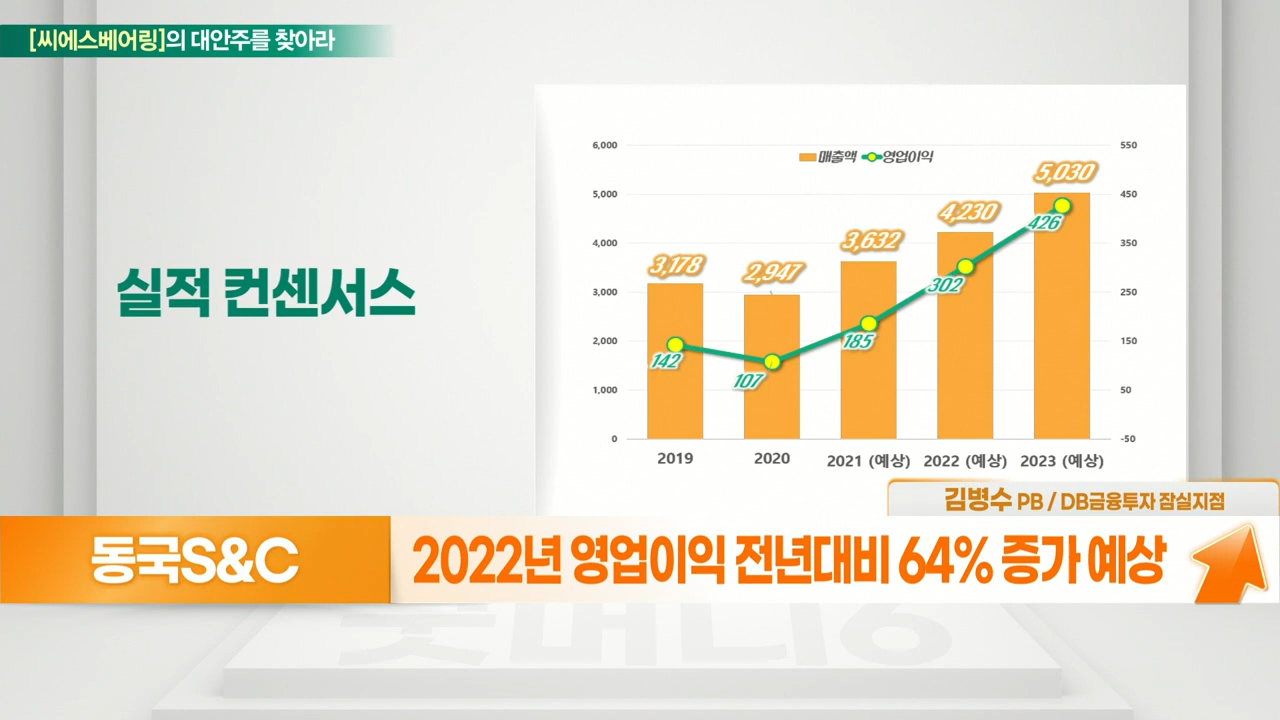 [씨에스베어링]의 대안주를 찾아라
실적 컨센서스
매출액 영업이익
6,000
5,000
4,000
3,000
2,000
1,000
0
550
450
350
250
150
50
-50
3,178
2,947
3,632
4,230
5,030
142
107
185
302
426
2019
2020
2021 (예상)
2022 (예상)
2023 (예상)
김병수 PB / DB금융투자 잠실지점
동국S&C
2022년 영업이익 전년대비 64% 증가 예상
굿머니6